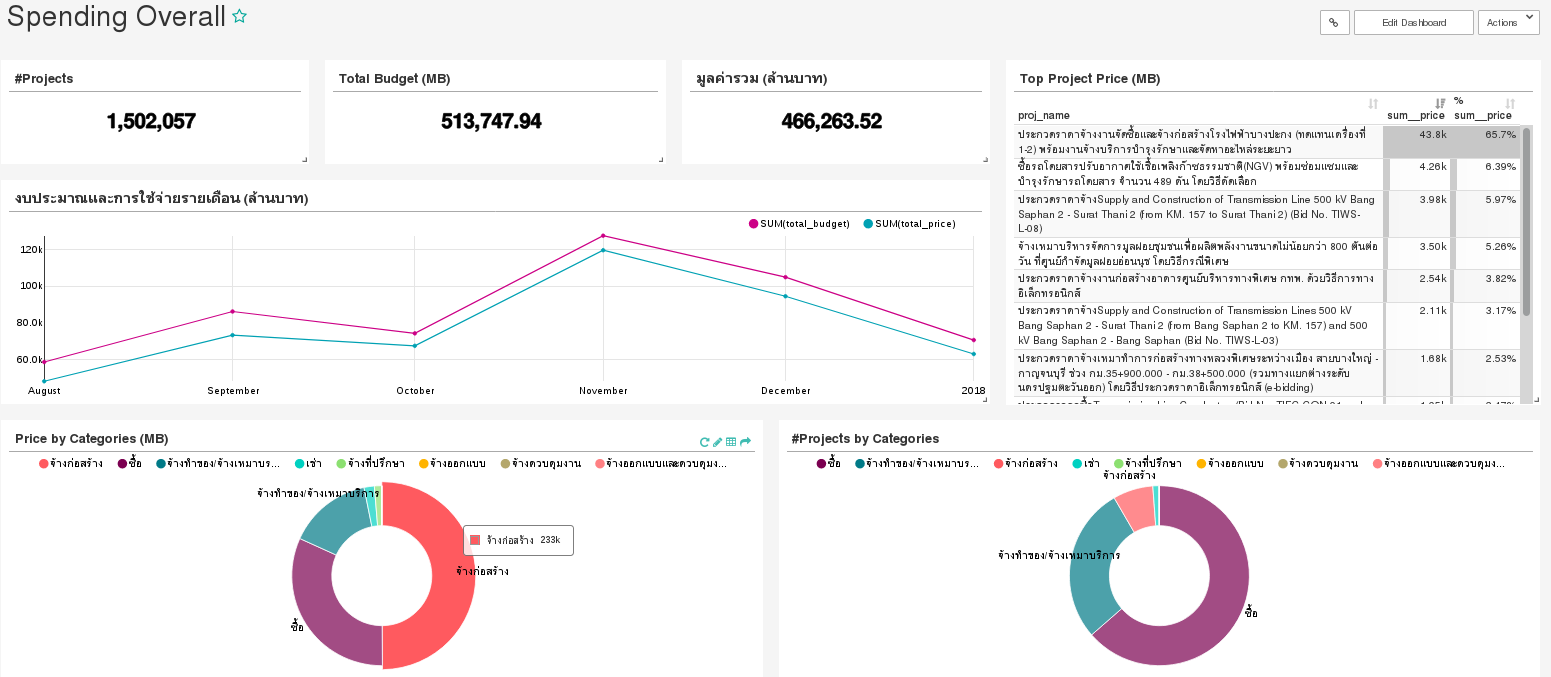 Spending Overall
Edit Dashboard
Actions
#Projects
1,502,057
Total Budget (MB)
513,747.94
มูลค่ารวม (ล้านบาท)
466,263.52
Top Project Price (MB)
proj_name
sum__price
%
sum__price
ประกวดราคาจ้างงานจัดซื้อและจ้างก่อสร้างโรงไฟฟ้าบางปะกง (ทดแทนเครื่องที่
1-2) พร้อมงานจ้างบริการบำรุงรักษาและจัดหาอะไหล่ระยะยาว
43.8k
65.7%
ซื้อรถโดยสารปรับอากาศใช้เชื้อเพลิงก๊าซธรรมชาติ(NGV) พร้อมซ่อมแซมและ
บำรุงรักษารถโดยสาร จำนวน 489 คัน โดยวิธีคัดเลือก
4.26k
6.39%
ประกวดราคาจ้างSupply and Construction of Transmission Line 500 kV Bang
Saphan 2 - Surat Thani 2 (from KM. 157 to Surat Thani 2) (Bid No. TIWS-
L-08)
3.98k
5.97%
จ้างเหมาบริหารจัดการมูลฝอยชุมชนเพื่อผลิตพลังงานขนาดไม่น้อยกว่า 800 ตันต่อ
วัน ที่ศูนย์กำจัดมูลฝอยอ่อนนุช โดยวิธีกรณีพิเศษ
3.50k
5.26%
ประกวดราคาจ้างงานก่อสร้างอาคารศูนย์บริหารทางพิเศษ กทพ. ด้วยวิธีการทาง
อิเล็กทรอนิกส์
2.54k
3.82%
ประกวดราคาจ้างSupply and Construction of Transmission Lines 500 kV
Bang Saphan 2 - Surat Thani 2 (from Bang Saphan 2 to KM. 157) and 500
kV Bang Saphan 2 - Bang Saphan (Bid No. TIWS-L-03)
2.11k
3.17%
ประกวดราคาจ้างเหมาทำการก่อสร้างทางหลวงพิเศษระหว่างเมือง สายบางใหญ่ -
กาญจนบุรี ช่วง กม.35+900.000 - กม.38+500.000 (รวมทางแยกต่างระดับ
นครปฐมตะวันออก) โดยวิธีประกวดราคาอิเล็กทรอนิกส์ (e-bidding)
1.68k
2.53%
งบประมาณและการใช้จ่ายรายเดือน (ล้านบาท)
SUM(total_budget)
SUM(total_price)
120k
100k
80.0k
60.0k
August
September
October
November
December
2018
Price by Categories (MB)
จ้างก่อสร้าง
ซื้อ
จ้างทำของ/จ้างเหมาบร...
เช่า
จ้างที่ปรึกษา
จ้างออกแบบ
จ้างควบคุมงาน
จ้างออกแบบและควบคุมง...
จ้างทำของ/จ้างเหมาบริการ
จ้างก่อสร้าง 233k
จ้างก่อสร้าง
ซื้อ
#Projects by Categories
ซื้อ
จ้างทำของ/จ้างเหมาบร...
จ้างก่อสร้าง
เช่า
จ้างที่ปรึกษา
จ้างออกแบบ
จ้างควบคุมงาน
จ้างออกแบบและควบคุมง...
จ้างก่อสร้าง
จ้างทำของ/จ้างเหมาบริการ
ซื้อ